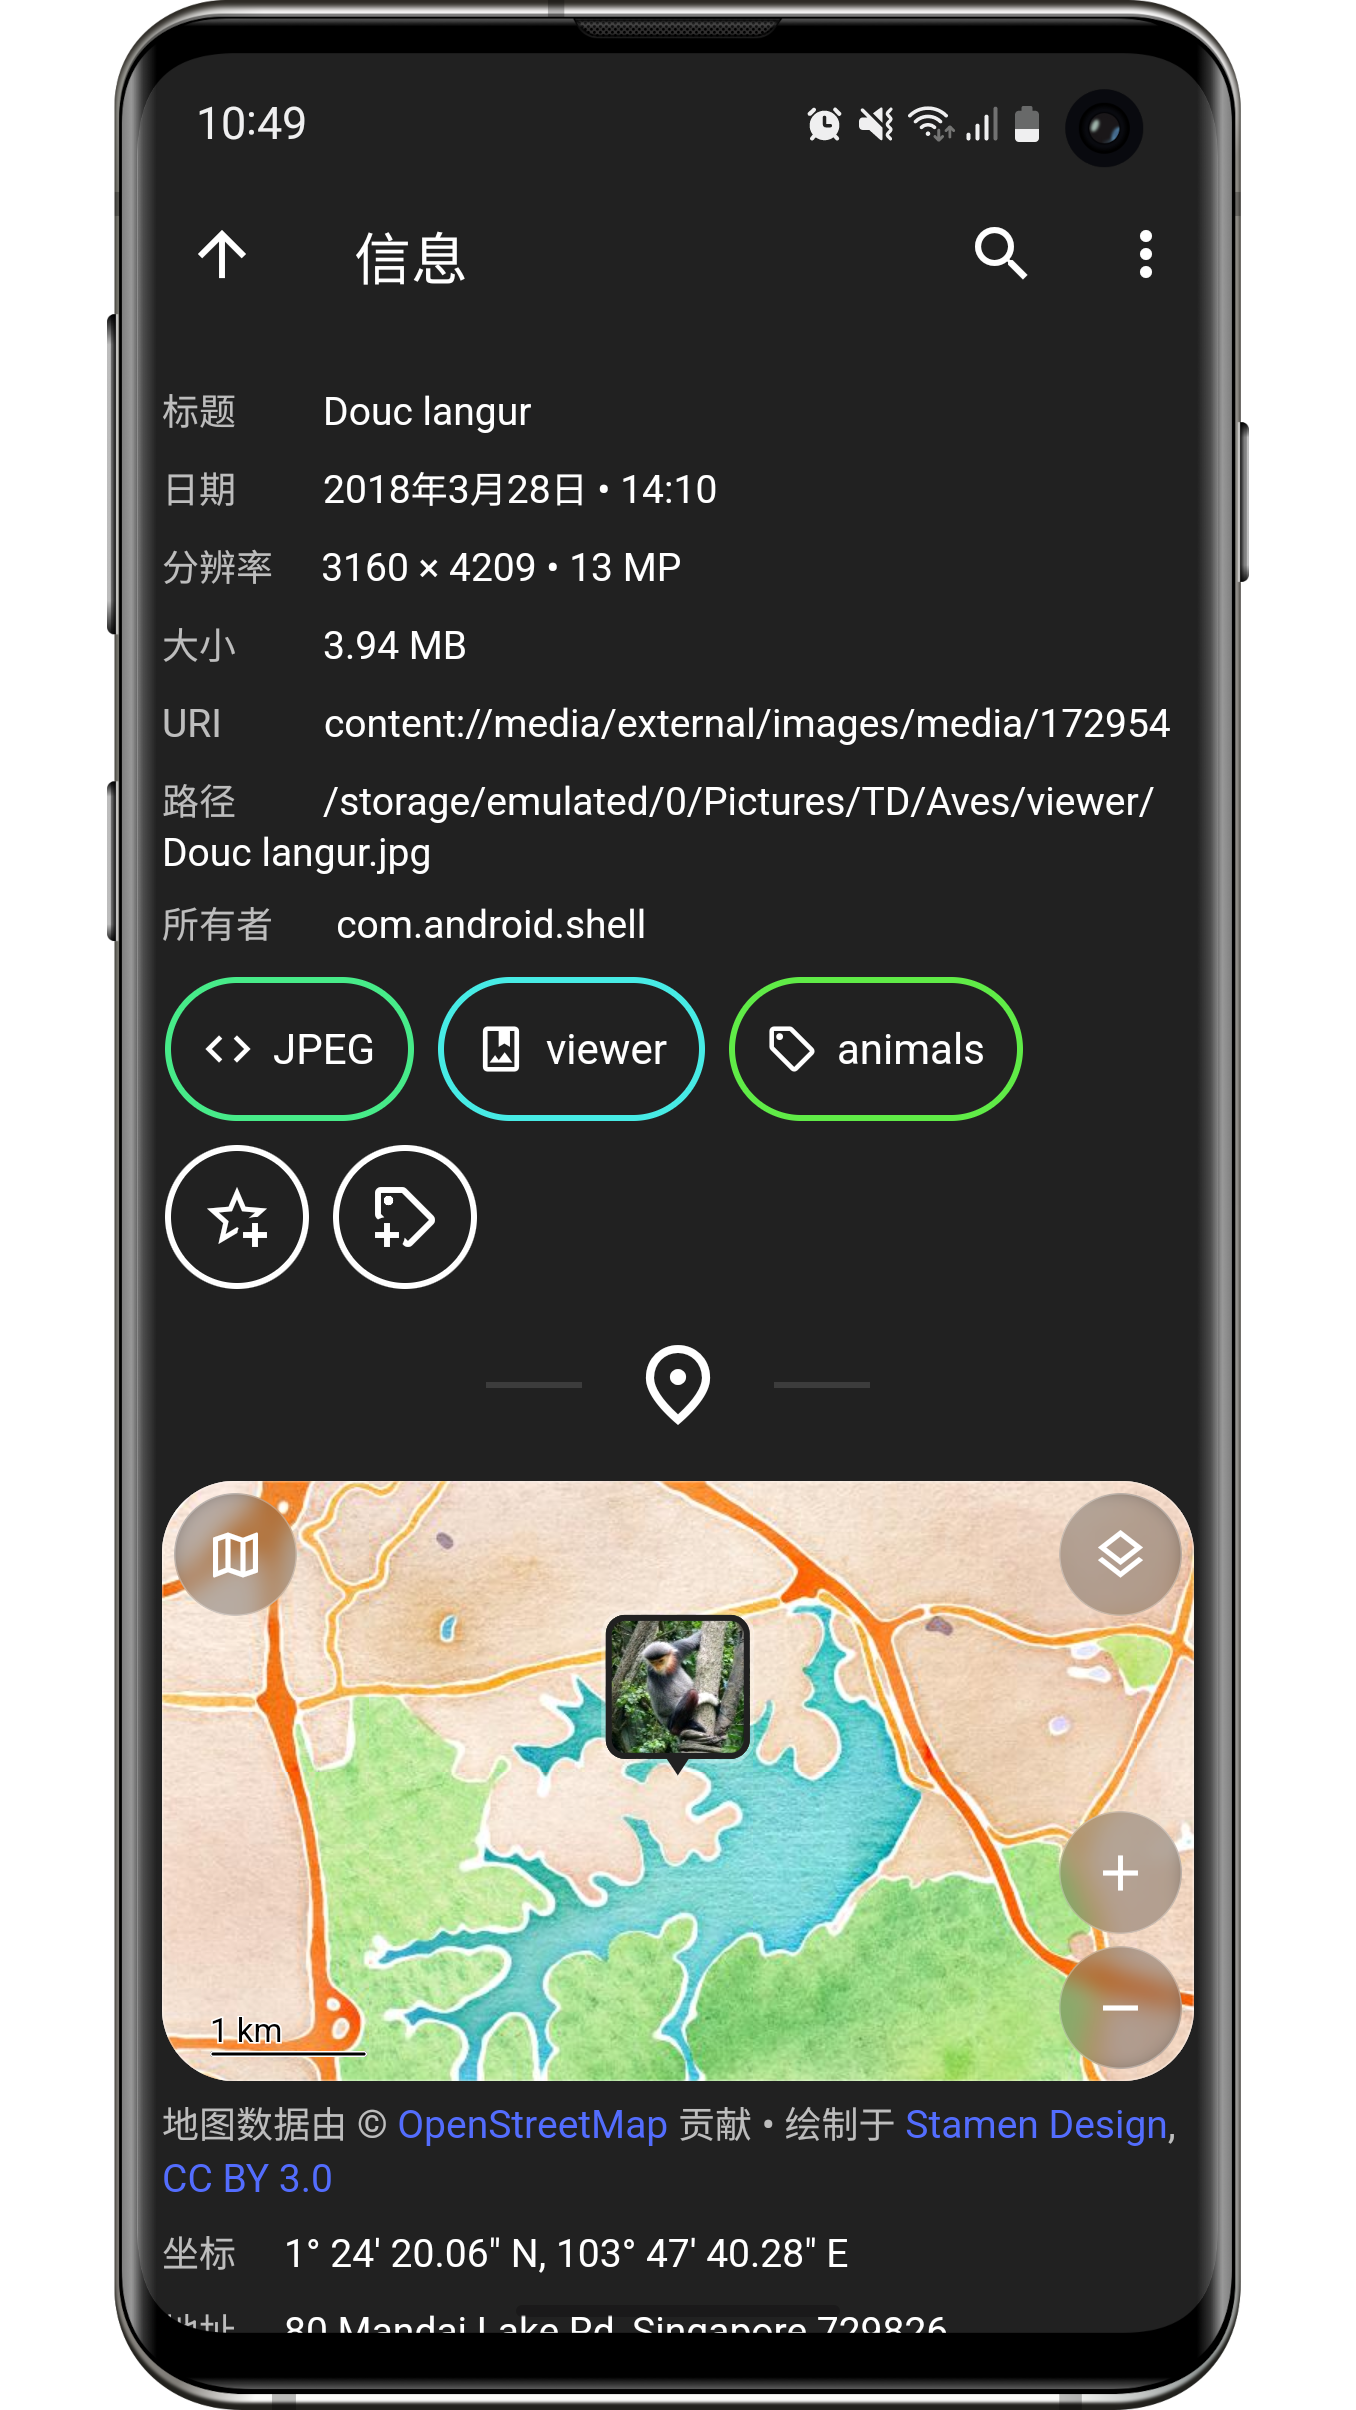 10:49
信息
标题 Douc langur
日期 2018年3月28日 • 14:10
分辨率 3160 × 4209 • 13 MP
大小 3.94 MB
URI content://media/external/images/media/172954
路径 /storage/emulated/0/Pictures/TD/Aves/viewer/
Douc langur.jpg
所有者 com.android.shell
JPEG viewer animals
1 km
地图数据由 © OpenStreetMap 贡献 • 绘制于 Stamen Design,
CC BY 3.0
坐标 1° 24' 20.06" N, 103° 47' 40.28" E
地址 80 Mandai Lake Rd, Singapore 729826